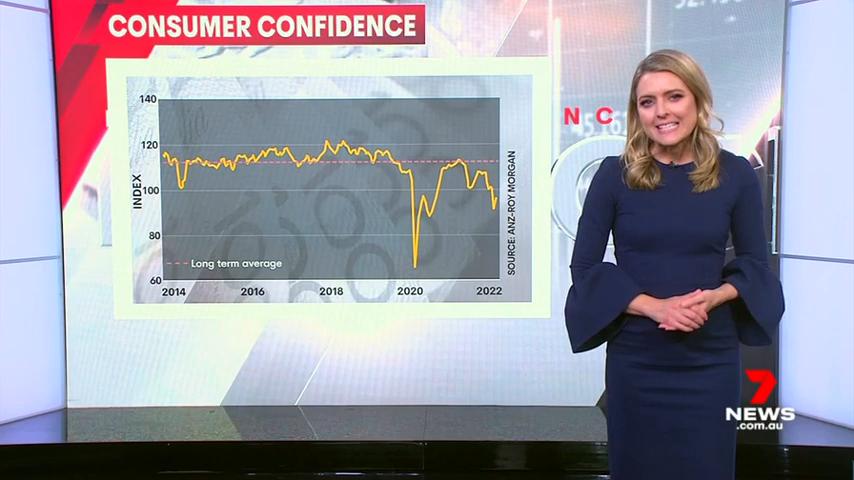 CONSUMER CONFIDENCE
140
120
100
80
60
INDEX
Long term average
2014
2016
2018
2020
2022
SOURCE: ANZ-ROY MORGAN
N C
7
NEWS
.com.au